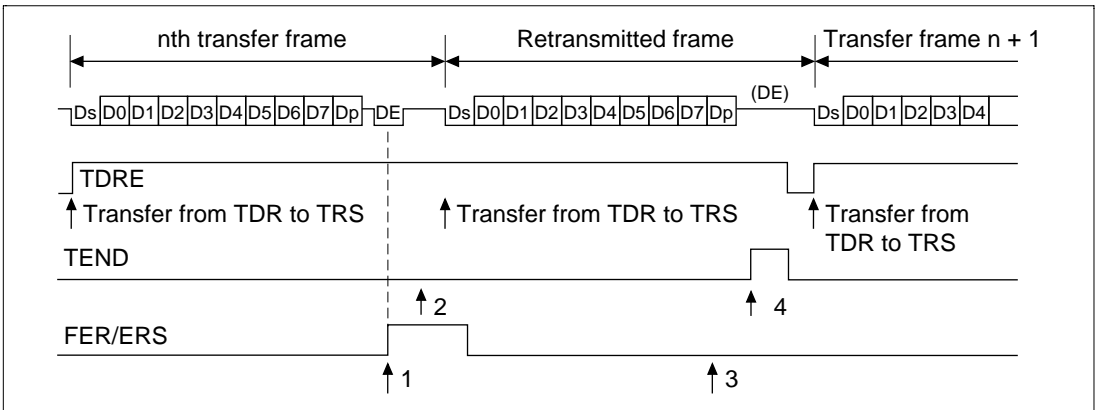 nth transfer frame Retransmitted frame Transfer frame n + 1
(DE)
Ds D0 D1 D2 D3 D4 D5 D6 D7 Dp DE Ds D0 D1 D2 D3 D4 D5 D6 D7 Dp Ds D0 D1 D2 D3 D4
TDRE
Transfer from TDR to TRS Transfer from TDR to TRS Transfer from
TDR to TRS
TEND
2 4
FER/ERS
1 3